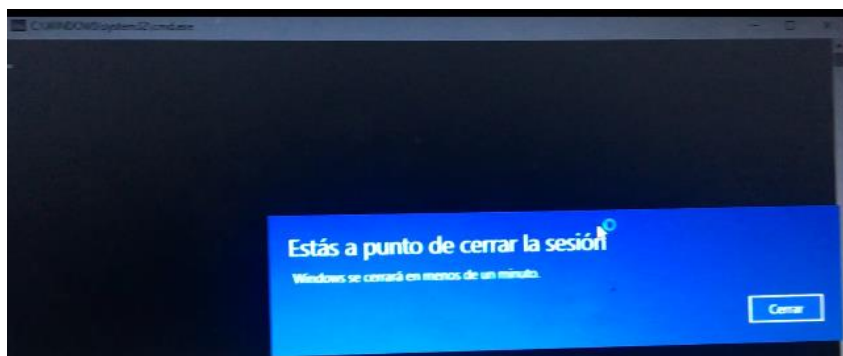 C:\WINDOWS\system32\cmd.exe
Estás a punto de cerrar la sesión
Windows se cerrará en menos de un minuto.
Cerrar